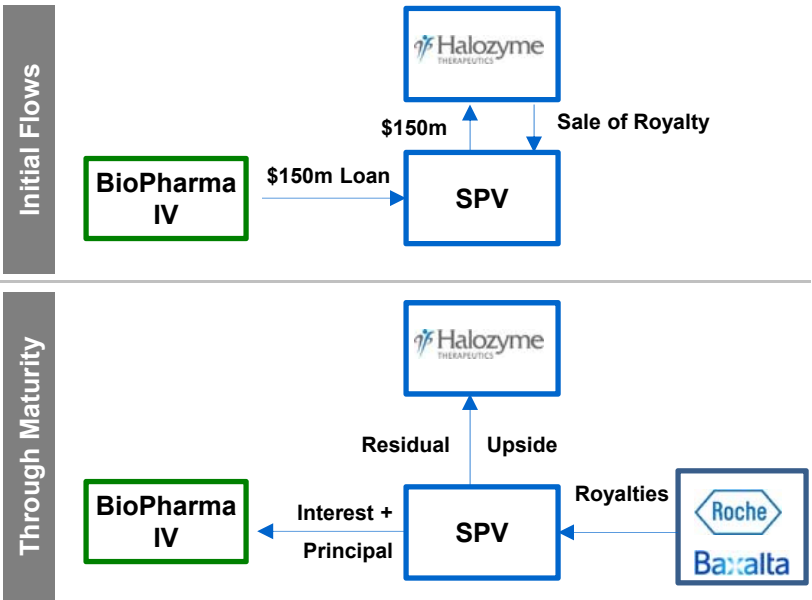 Initial Flows
Halozyme
THERAPEUTICS
$150m
Sale of Royalty
BioPharma
IV
$150m Loan
SPV
Through Maturity
Halozyme
THERAPEUTICS
Residual Upside
BioPharma
IV
Interest +
Principal
SPV
Royalties
Roche
Baxalta